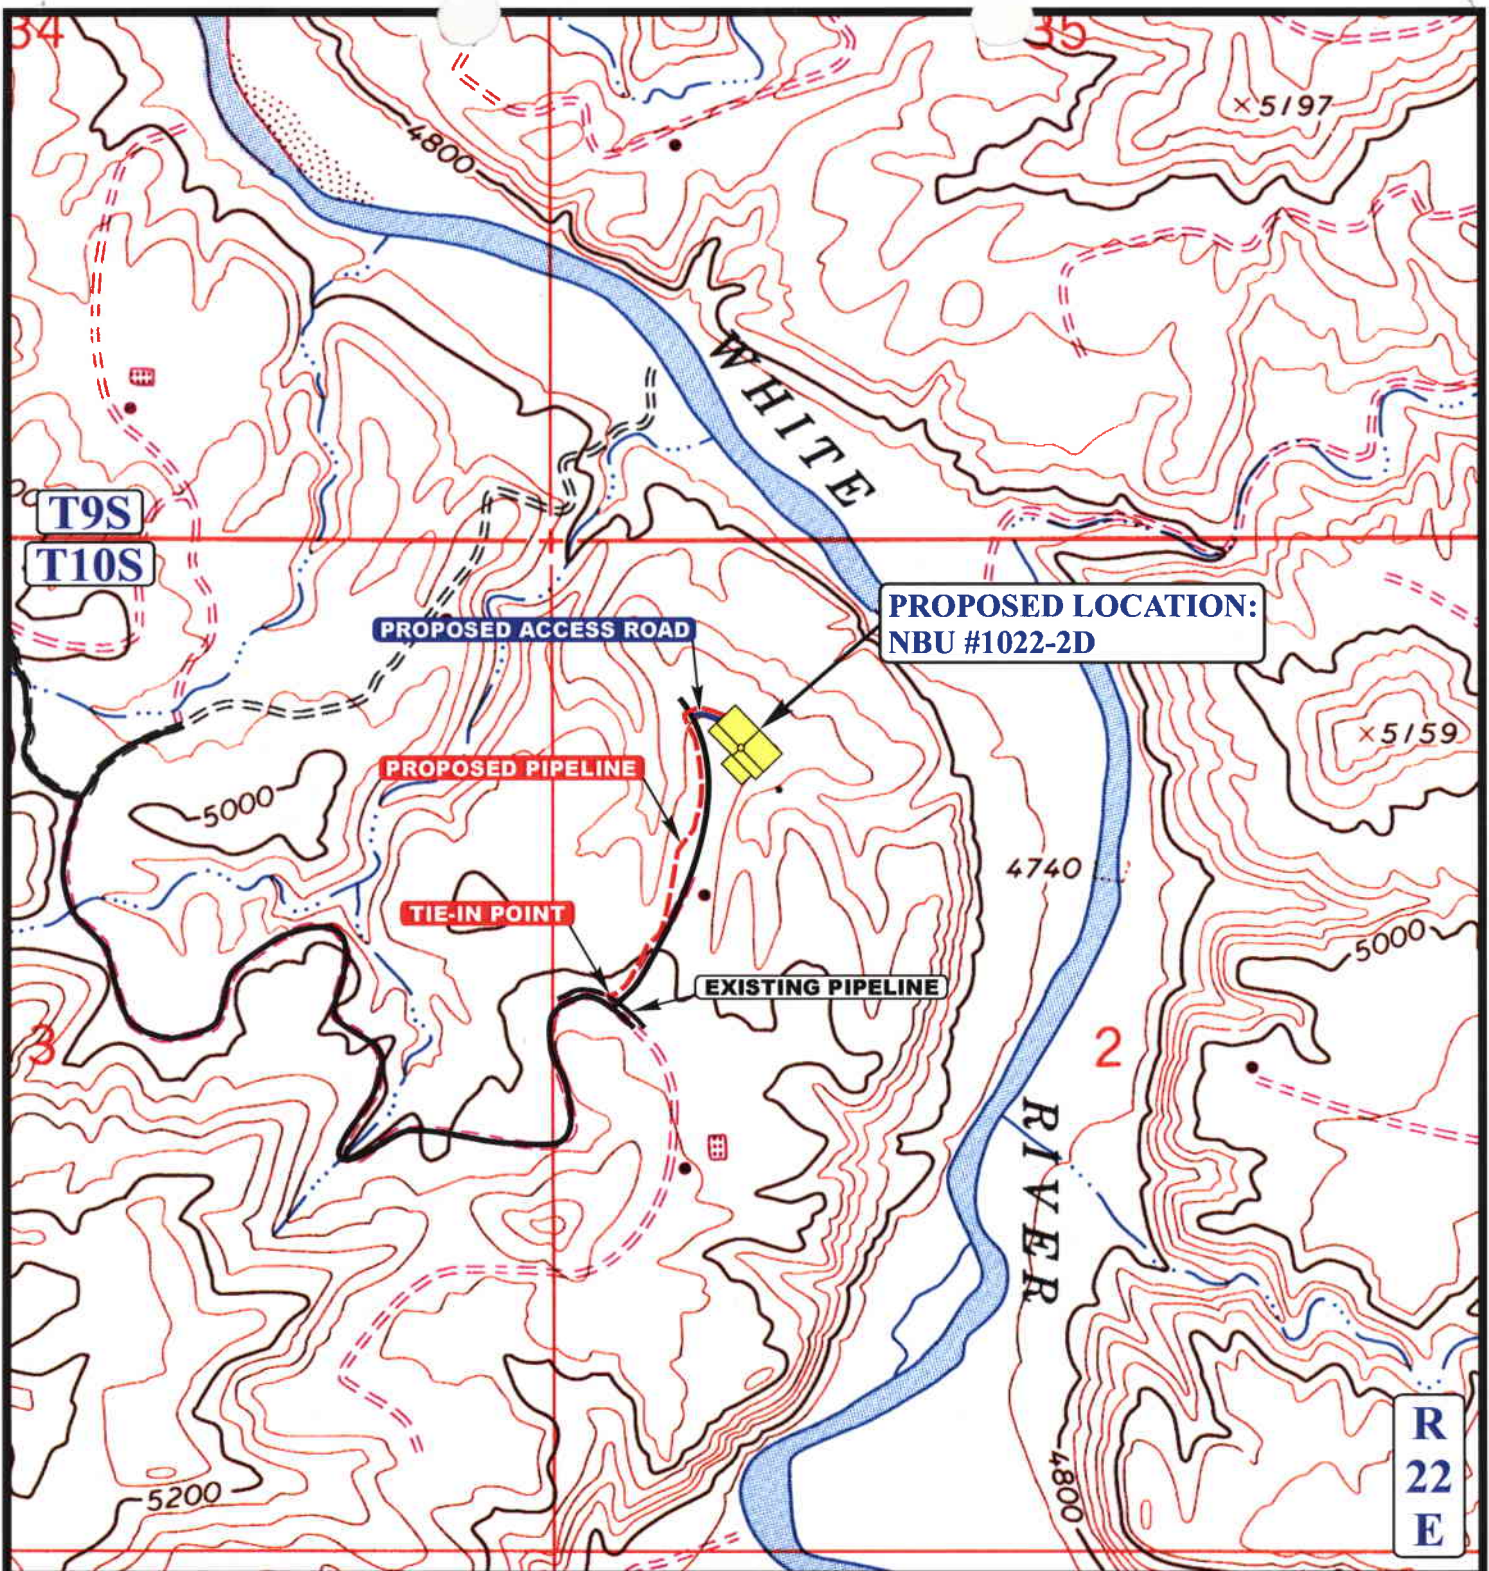 34
35
×5197
4800
WHITE
T9S
T10S
PROPOSED LOCATION:
NBU #1022-2D
PROPOSED ACCESS ROAD
×5159
PROPOSED PIPELINE
5000
4740
TIE-IN POINT
5000
EXISTING PIPELINE
3
2
RIVER
R
22
E
5200
4800